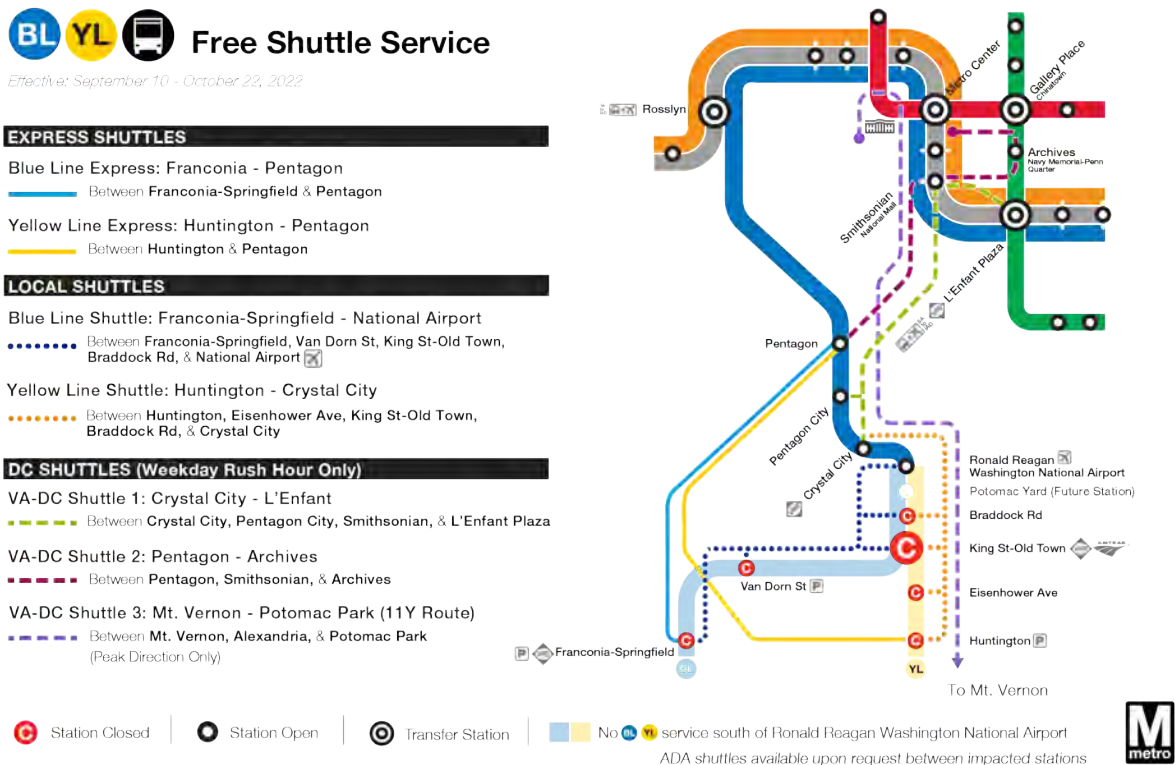 BL YL Free Shuttle Service
Effective: September 10 - October 22, 2022
EXPRESS SHUTTLES
Blue Line Express: Franconia - Pentagon
Between Franconia-Springfield & Pentagon
Yellow Line Express: Huntington - Pentagon
Between Huntington & Pentagon
LOCAL SHUTTLES
Blue Line Shuttle: Franconia-Springfield - National Airport
Between Franconia-Springfield, Van Dorn St, King St-Old Town,
Braddock Rd, & National Airport
Yellow Line Shuttle: Huntington - Crystal City
Between Huntington, Eisenhower Ave, King St-Old Town,
Braddock Rd, & Crystal City
DC SHUTTLES (Weekday Rush Hour Only)
VA-DC Shuttle 1: Crystal City - L'Enfant
Between Crystal City, Pentagon City, Smithsonian, & L'Enfant Plaza
VA-DC Shuttle 2: Pentagon - Archives
Between Pentagon, Smithsonian, & Archives
VA-DC Shuttle 3: Mt. Vernon - Potomac Park (11Y Route)
Between Mt. Vernon, Alexandria, & Potomac Park
(Peak Direction Only)
Rosslyn
Metro Center
Gallery Place
Chinatown
Archives
Navy Memorial-Penn
Quarter
Smithsonian
National Mall
L'Enfant Plaza
Pentagon
Pentagon City
Crystal City
Ronald Reagan
Washington National Airport
Potomac Yard (Future Station)
C Braddock Rd
C King St-Old Town
AMTRAK
C
Van Dorn St P
C Eisenhower Ave
C Huntington P
P Franconia-Springfield C
BL
YL
To Mt. Vernon
C Station Closed
Station Open
Transfer Station
No BL YL service south of Ronald Reagan Washington National Airport
ADA shuttles available upon request between impacted stations
M
metro